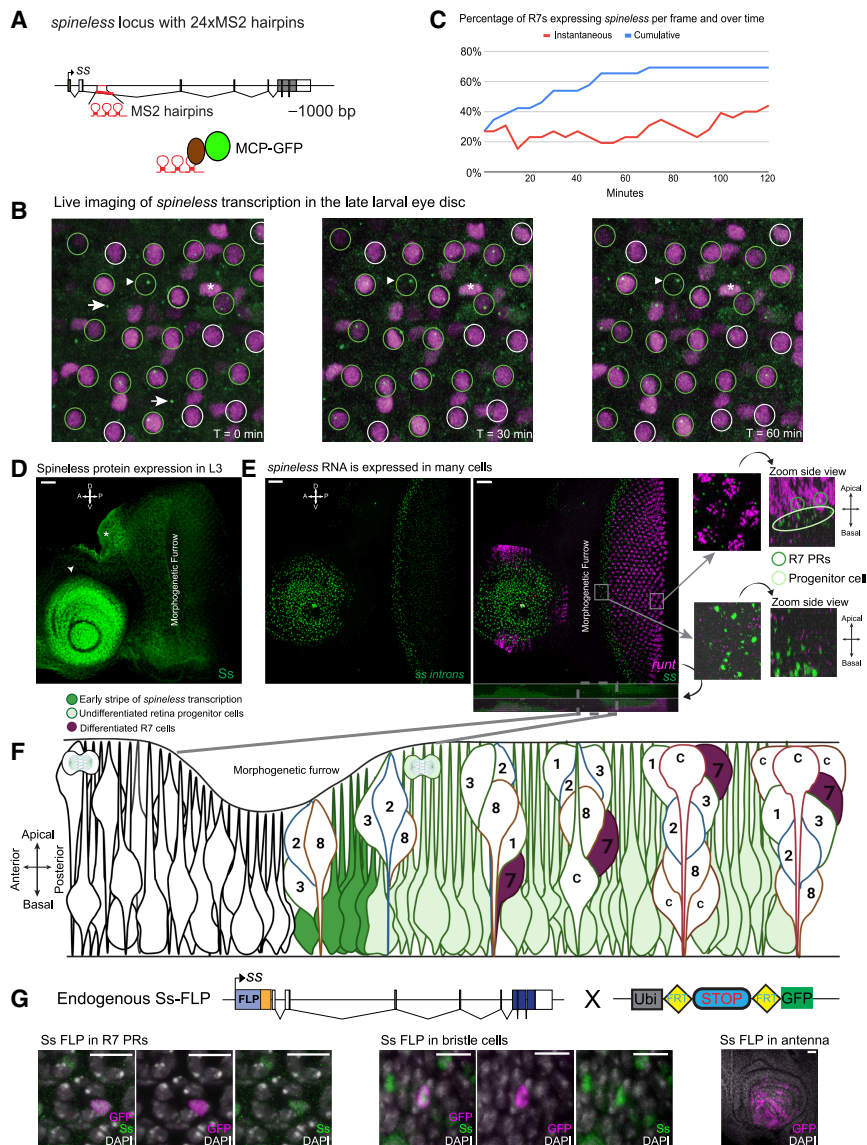 A
spineless locus with 24xMS2 hairpins
ss
MS2 hairpins
–1000 bp
MCP-GFP
C
Percentage of R7s expressing spineless per frame and over time
Instantaneous
Cumulative
80%
60%
40%
20%
0%
20
40
60
80
100
120
Minutes
B
Live imaging of spineless transcription in the late larval eye disc
*
T = 0 min
*
T = 30 min
*
T = 60 min
D
Spineless protein expression in L3
D
A P
V
*
Morphogenetic Furrow
Ss
E
spineless RNA is expressed in many cells
D
A P
V
ss introns
Morphogenetic Furrow
runt
ss
Zoom side view
Apical
Basal
R7 PRs
Progenitor cell
Zoom side view
Apical
Basal
Early stripe of spineless transcription
Undifferentiated retina progenitor cells
Differentiated R7 cells
F
Morphogenetic furrow
Apical
Anterior
Posterior
Basal
2
8
3
3
2
8
3
2
8
7
1
2
3
8
7
C
1
C
7
2
3
8
C
C
C
C
C
7
1
3
2
8
G
Endogenous Ss-FLP
ss
FLP
X
Ubi
FRT
STOP
FRT
GFP
Ss FLP in R7 PRs
GFP
Ss
DAPI
GFP
DAPI
Ss
DAPI
Ss FLP in bristle cells
GFP
Ss
DAPI
GFP
DAPI
Ss
DAPI
Ss FLP in antenna
GFP
DAPI